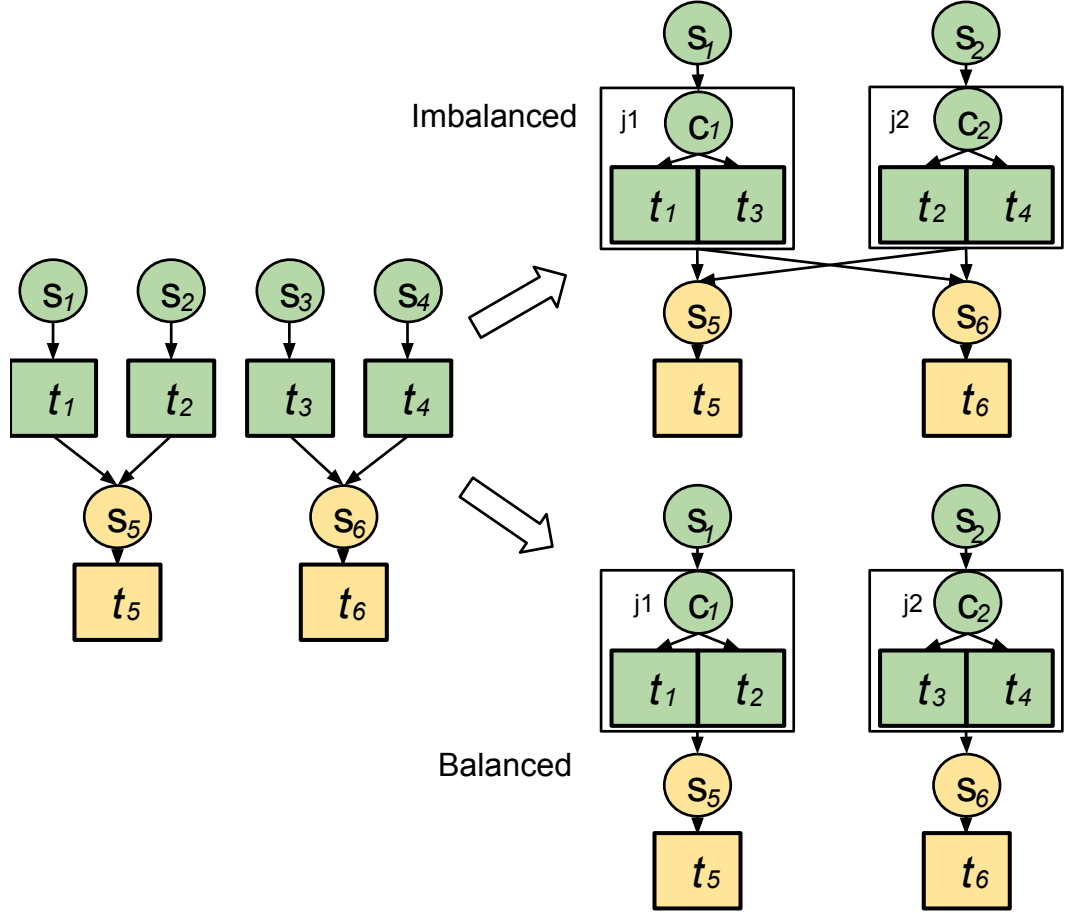 s1 s2
Imbalanced
j1 c1 j2 c2
t1 t3 t2 t4
s1 s2 s3 s4
s5 s6
t1 t2 t3 t4
t5 t6
s5 s6
t5 t6
s1 s2
j1 c1 j2 c2
t1 t2 t3 t4
Balanced
s5 s6
t5 t6